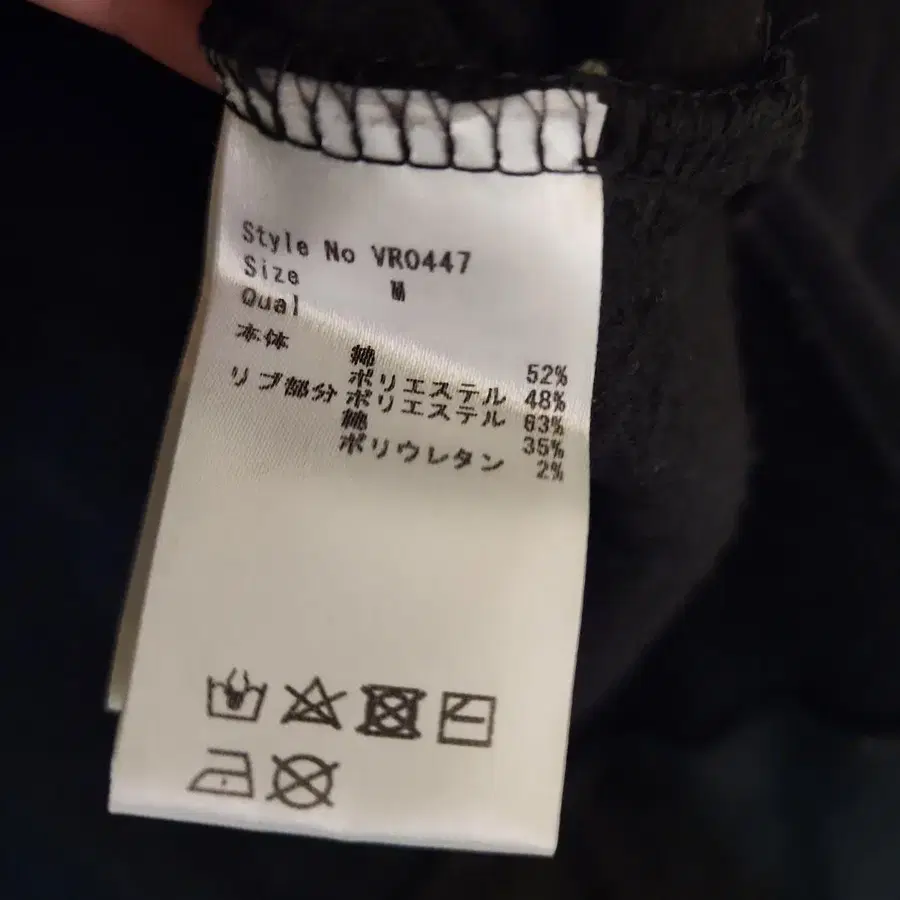 Style No VR0447
Size M
Qual
本体 綿 52%
ポリエステル 48%
リブ部分 ポリエステル 63%
綿 35%
ポリウレタン 2%